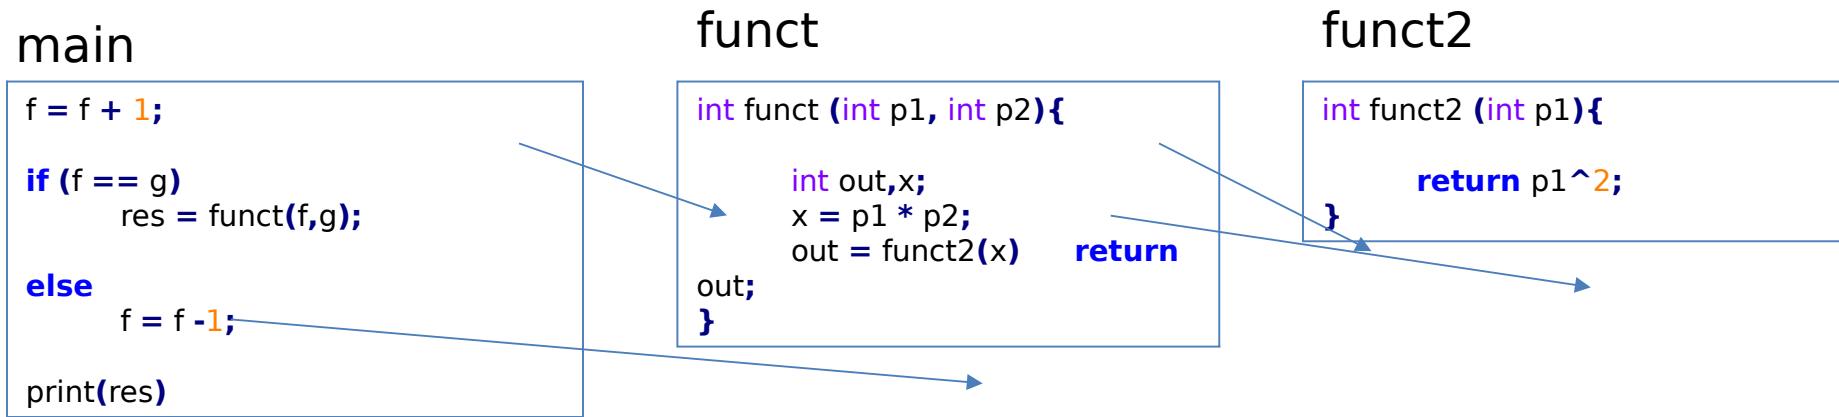 main
f = f + 1;
if (f == g)
res = funct(f,g);
else
f = f -1;
print(res)
funct
int funct (int p1, int p2){
int out,x;
x = p1 * p2;
out = funct2(x) return
out;
}
funct2
int funct2 (int p1){
return p1^2;
}